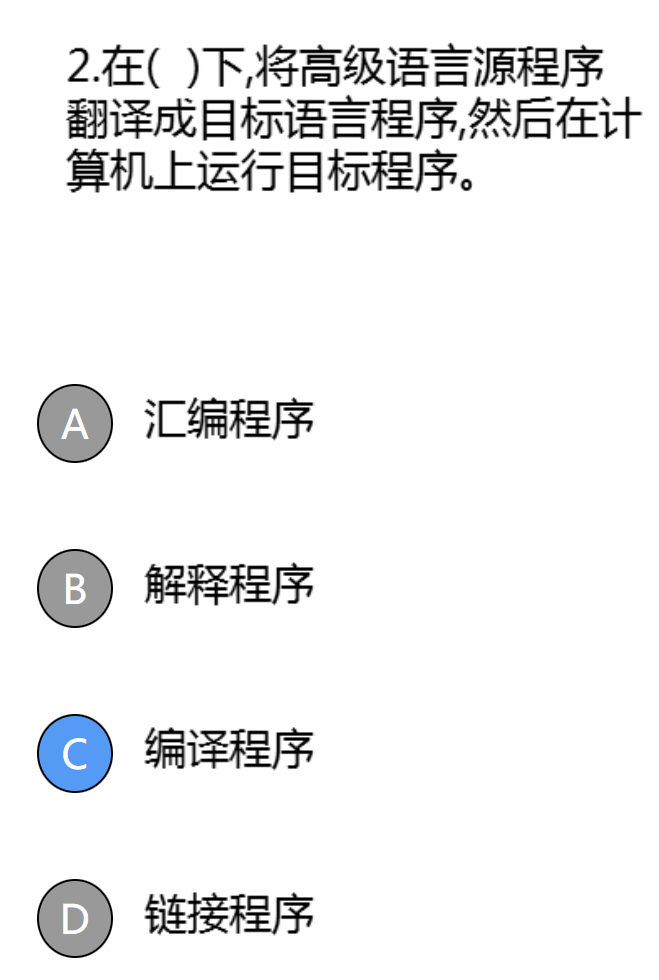 2.在(  )下,将高级语言源程序
翻译成目标语言程序,然后在计
算机上运行目标程序。
A 汇编程序
B 解释程序
C 编译程序
D 链接程序